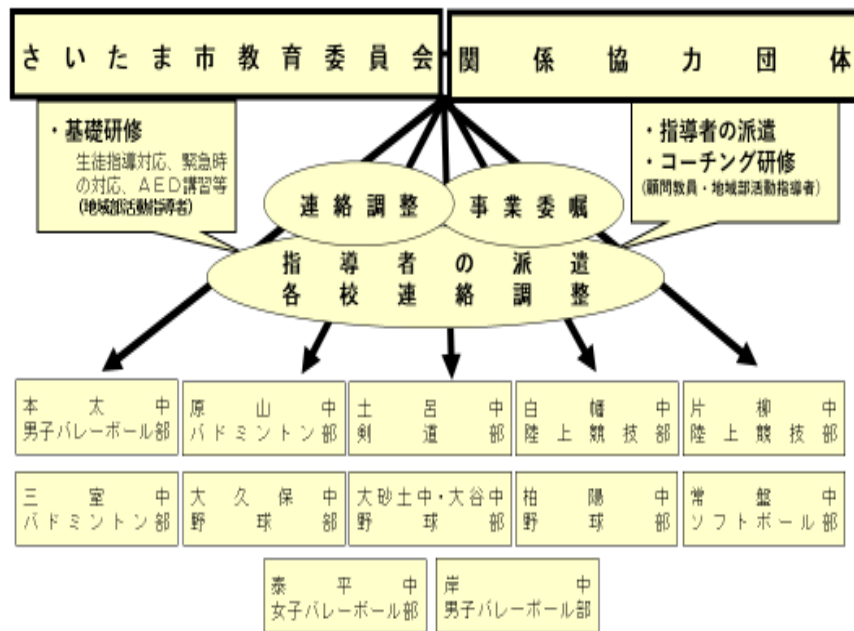 さいたま市教育委員会
関係協力団体
・基礎研修
生徒指導対応、緊急時
の対応、AED講習等
(地域部活動指導者)
・指導者の派遣
・コーチング研修
(顧問教員・地域部活動指導者)
連絡調整
事業委嘱
指導者の派遣
各校連絡調整
本太中
男子バレーボール部
原山中
バドミントン部
土呂中
剣道部
白幡中
陸上競技部
片柳中
陸上競技部
三室中
バドミントン部
大久保中
野球部
大砂土中・大谷中
野球部
柏陽中
野球部
常盤中
ソフトボール部
泰平中
女子バレーボール部
岸中
男子バレーボール部